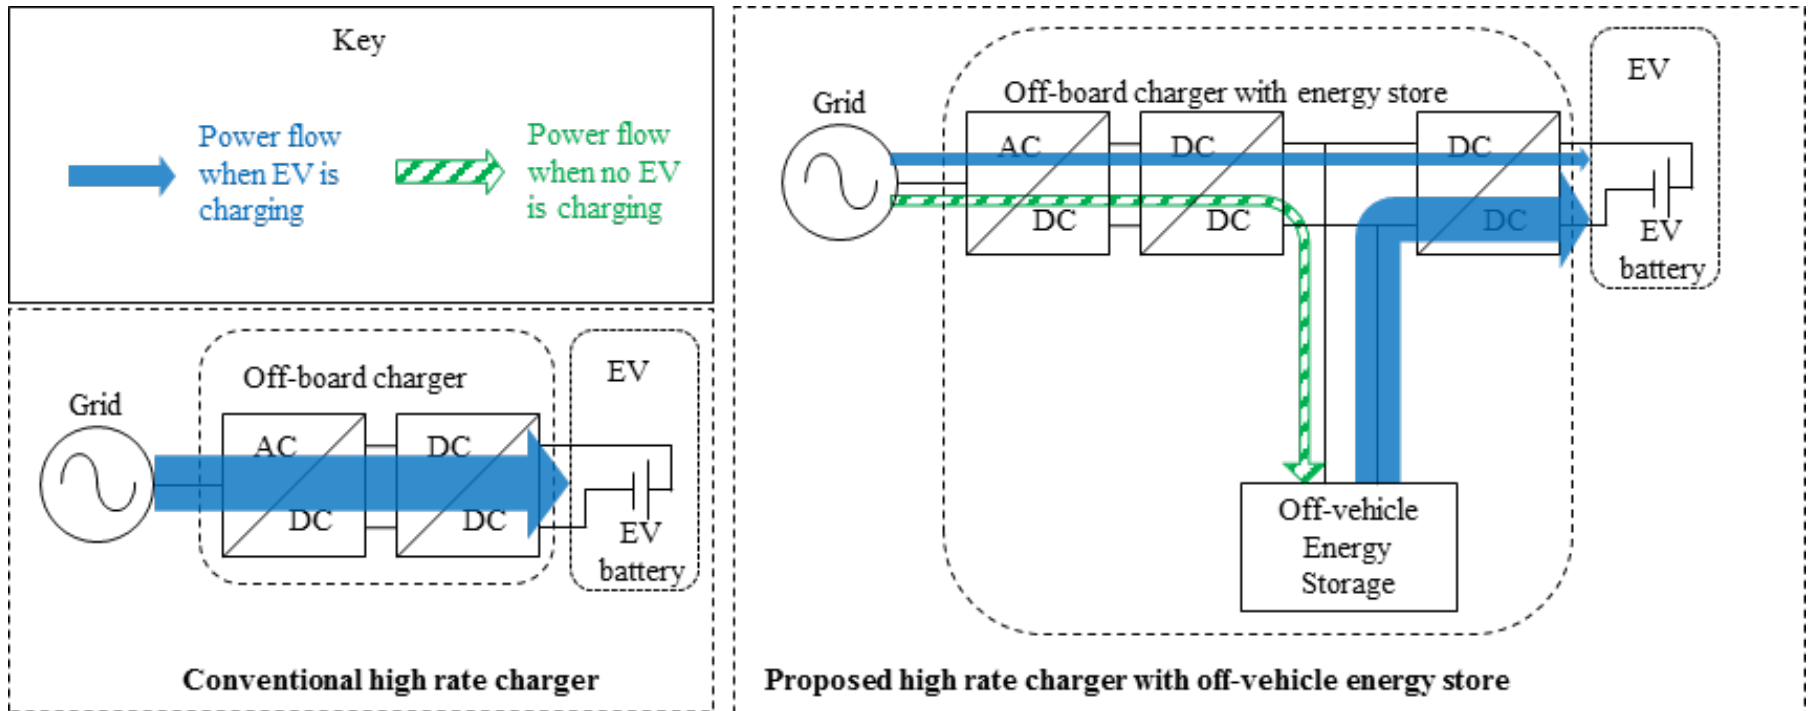 Key
Power flow
when EV is
charging
Power flow
when no EV
is charging
Off-board charger
EV
Grid
AC
DC
DC
DC
EV
battery
Conventional high rate charger
EV
Off-board charger with energy store
Grid
AC
DC
DC
DC
DC
DC
EV
battery
Off-vehicle
Energy
Storage
Proposed high rate charger with off-vehicle energy store